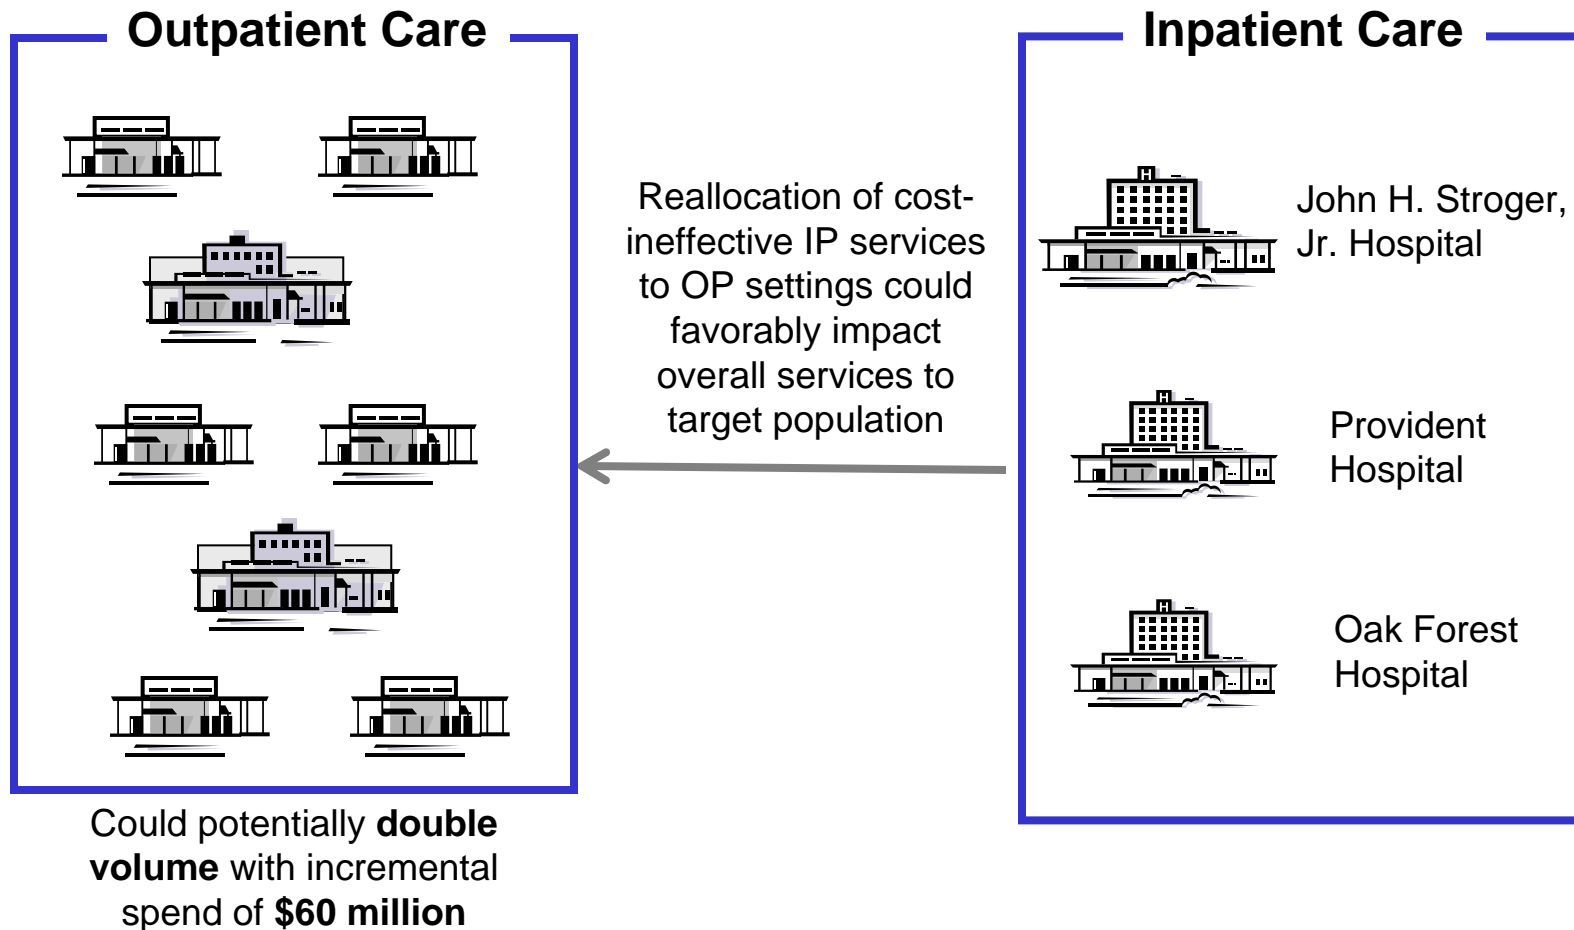 Outpatient Care
Inpatient Care
Reallocation of cost-
ineffective IP services
to OP settings could
favorably impact
overall services to
target population
John H. Stroger,
Jr. Hospital
Provident
Hospital
Oak Forest
Hospital
Could potentially double
volume with incremental
spend of $60 million